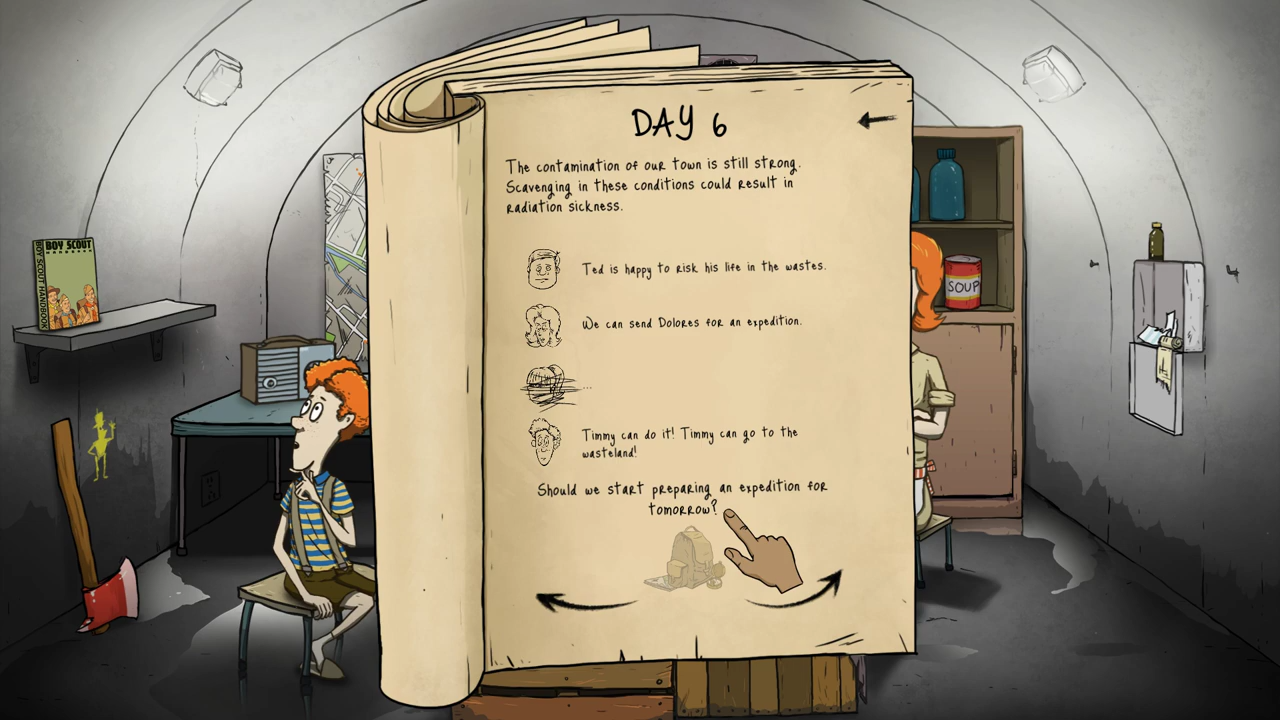 DAY 6
The contamination of our town is still strong.
Scavenging in these conditions could result in
radiation sickness.
Ted is happy to risk his life in the wastes.
We can send Dolores for an expedition.
Timmy can do it! Timmy can go to the
wasteland!
Should we start preparing an expedition for
tomorrow?
BOY SCOUT
BOY SCOUT HANDBOOK
SOUP